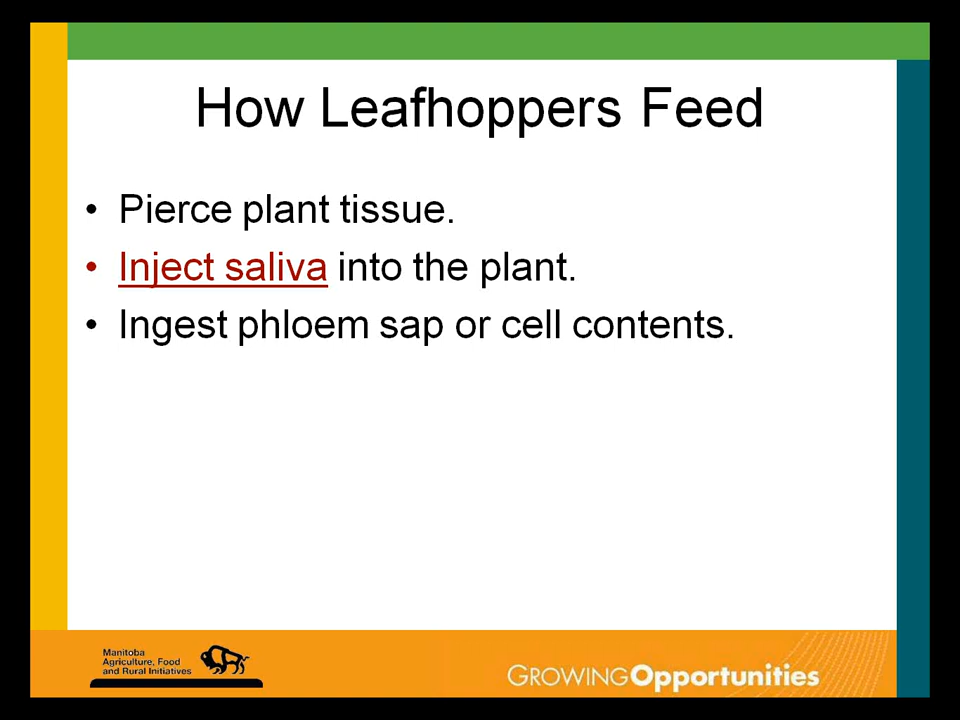 How Leafhoppers Feed
• Pierce plant tissue.
• Inject saliva into the plant.
• Ingest phloem sap or cell contents.
Manitoba
Agriculture, Food
and Rural Initiatives
GROWING Opportunities